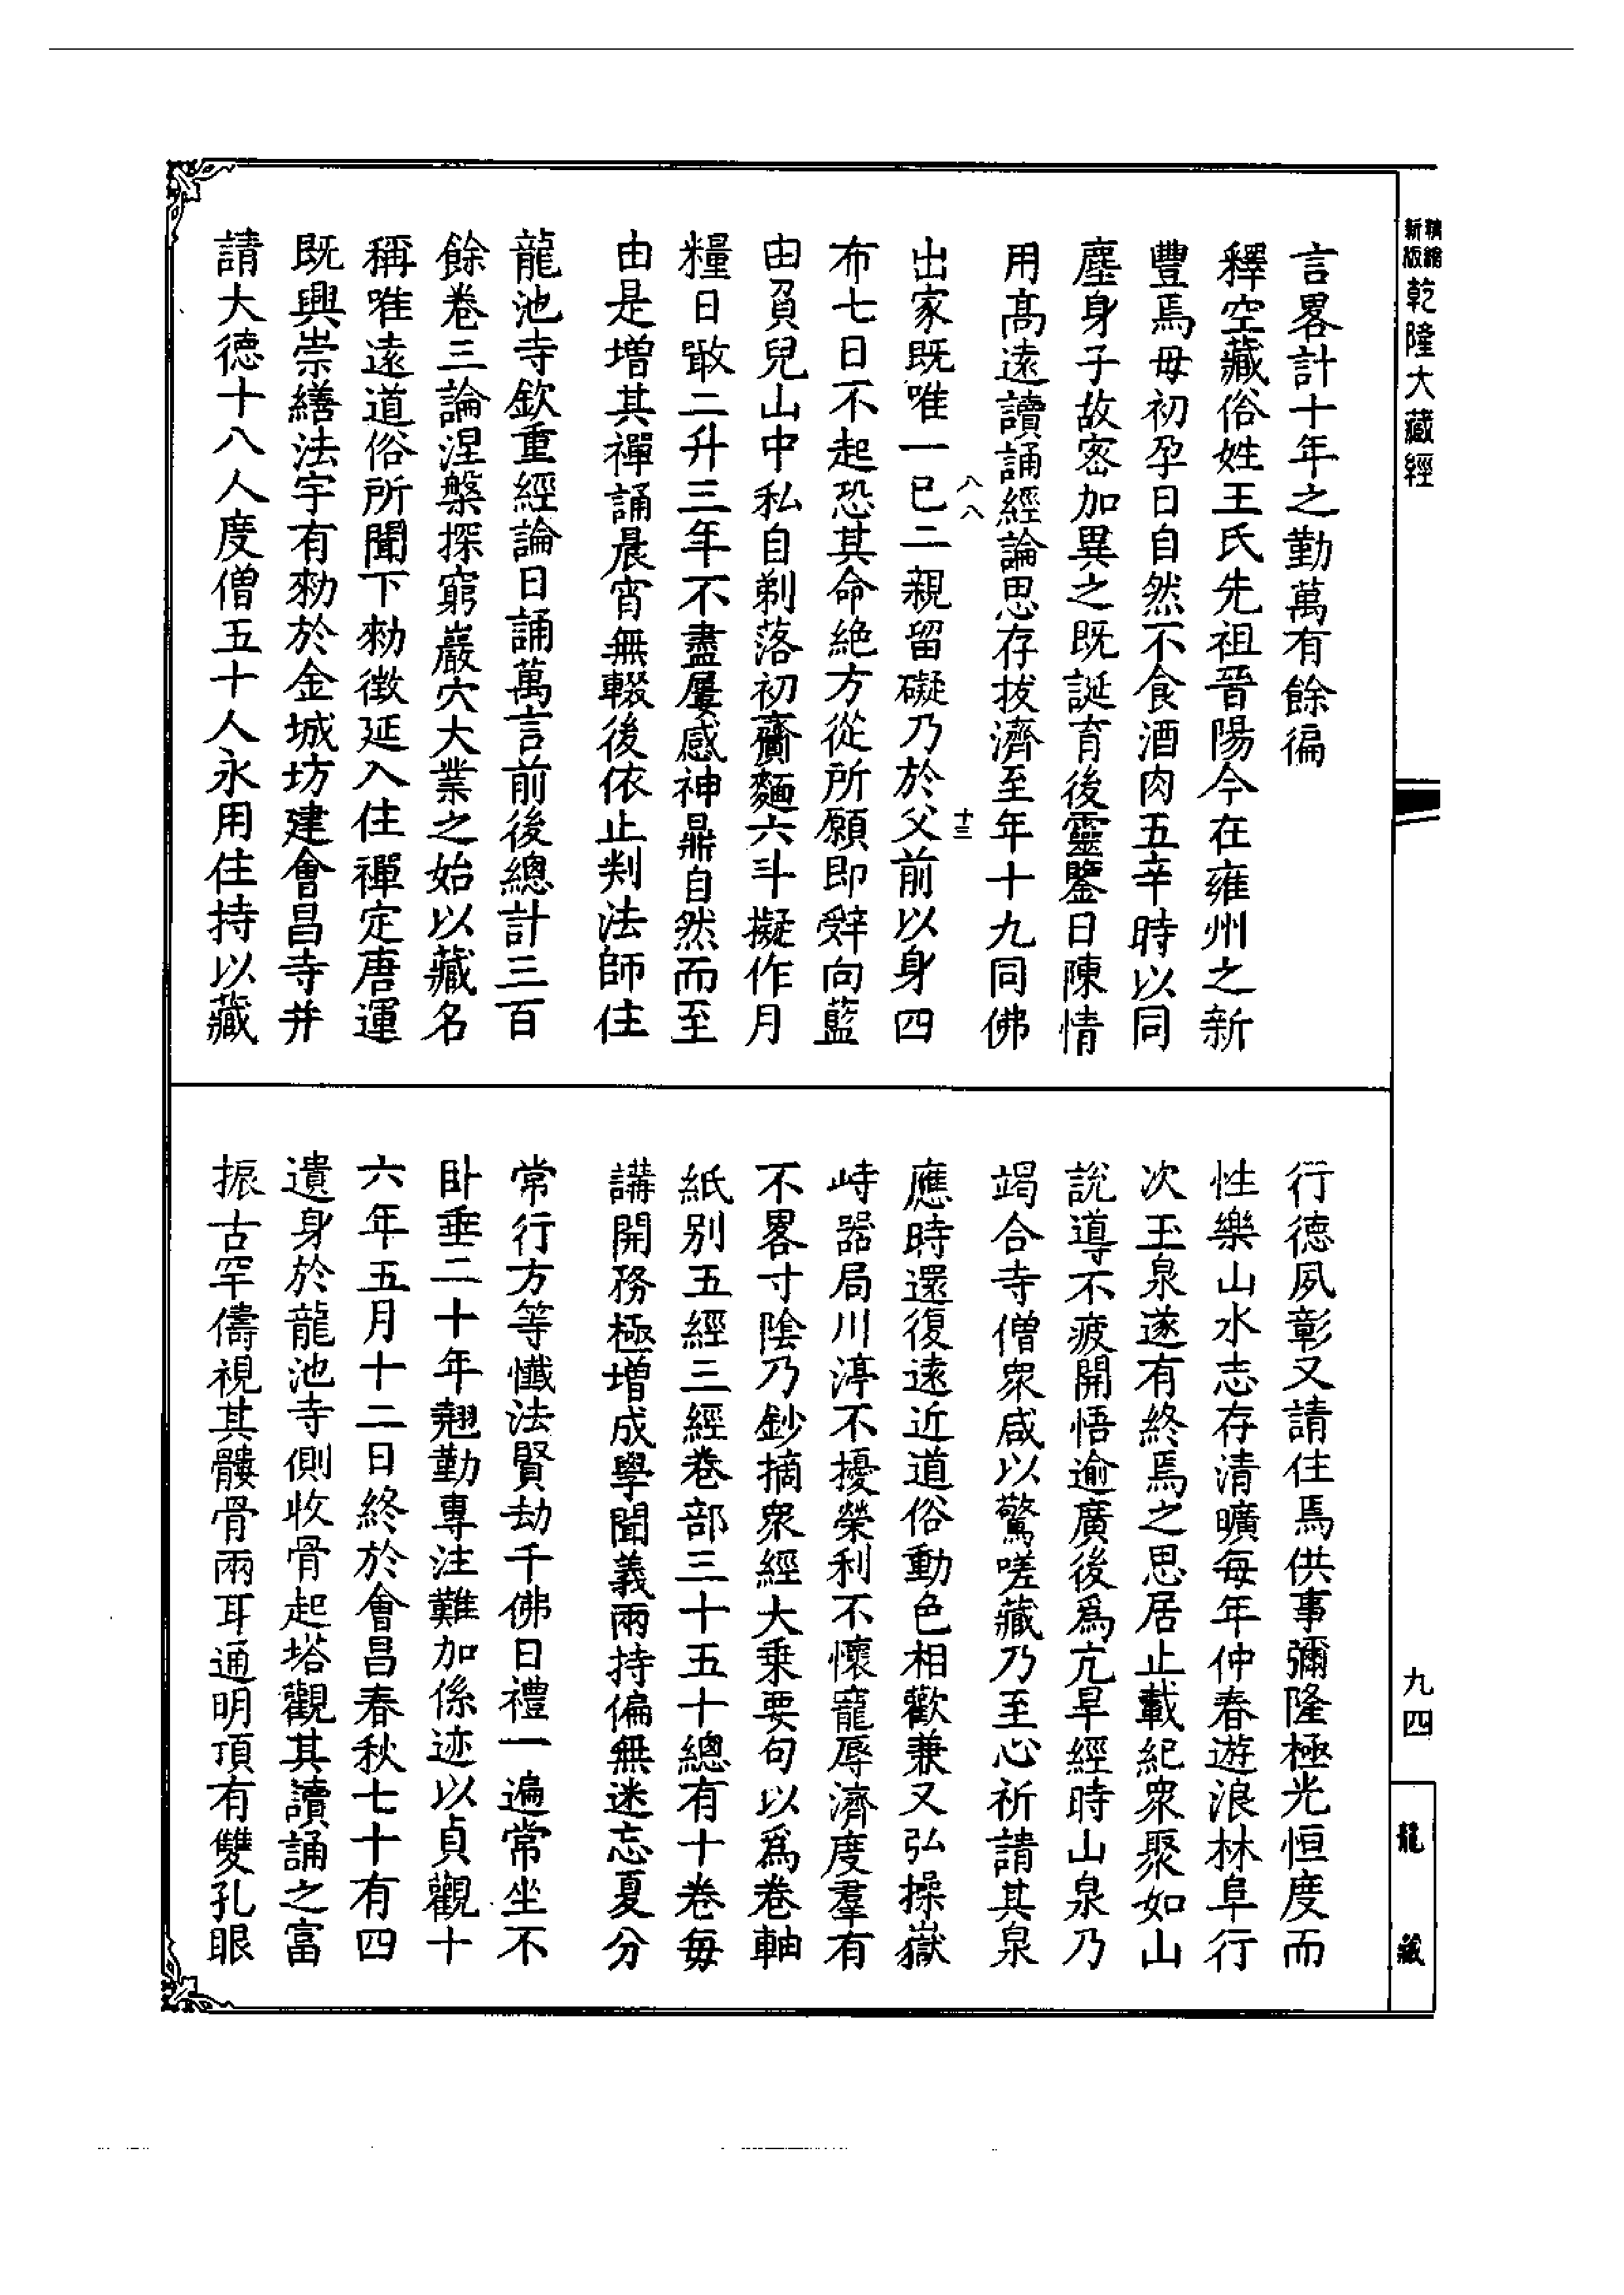 精縮
新版
乾隆大藏經
言畧計十年之勤萬有餘徧
釋空藏俗姓王氏先祖晋陽今在雍州之新
豐焉母初孕日自然不食酒肉五辛時以同
塵身子故密加異之既誕育後靈鑒日陳情
用髙遠讀誦經論思存拔濟至年十九同佛
八八
十三
出家既唯一已二親留礙乃於父前以身四
布七日不起恐其命絶方從所願即辤向藍
田負兒山中私自剃落初齎麵六斗擬作月
糧日噉二升三年不盡屢感神鼎自然而至
由是增其禪誦晨宵無輟後依止判法師住
龍池寺欽重經論日誦萬言前後總計三百
餘卷三論涅槃探窮巖穴大業之始以藏名
稱唯遠道俗所聞下勑徵延入住禪定唐運
既興崇繕法宇有勑於金城坊建會昌寺并
請大德十八人度僧五十人永用住持以藏
行德夙彰又請住焉供事彌隆極光恒度而
性樂山水志存清曠每年仲春遊浪林阜行
次玉泉遂有終焉之思居止載紀衆聚如山
說導不疲開悟逾廣後爲亢旱經時山泉乃
竭合寺僧衆咸以驚嗟藏乃至心祈請其泉
應時還復遠近道俗動色相歡兼又弘操嶽
峙器局川渟不擾榮利不懷寵辱濟度羣有
不畧寸陰乃鈔摘衆經大乗要句以爲卷軸
紙别五經三經卷部三十五十總有十卷每
講開務極增成學聞義兩持偏無迷忘夏分
常行方等懺法賢劫千佛日禮一遍常坐不
卧垂二十年翹勤專注難加係迹以貞觀十
六年五月十二日終於會昌春秋七十有四
遺身於龍池寺側收骨起塔觀其讀誦之富
振古罕儔視其髏骨兩耳通明頂有雙孔眼
九四
龍藏